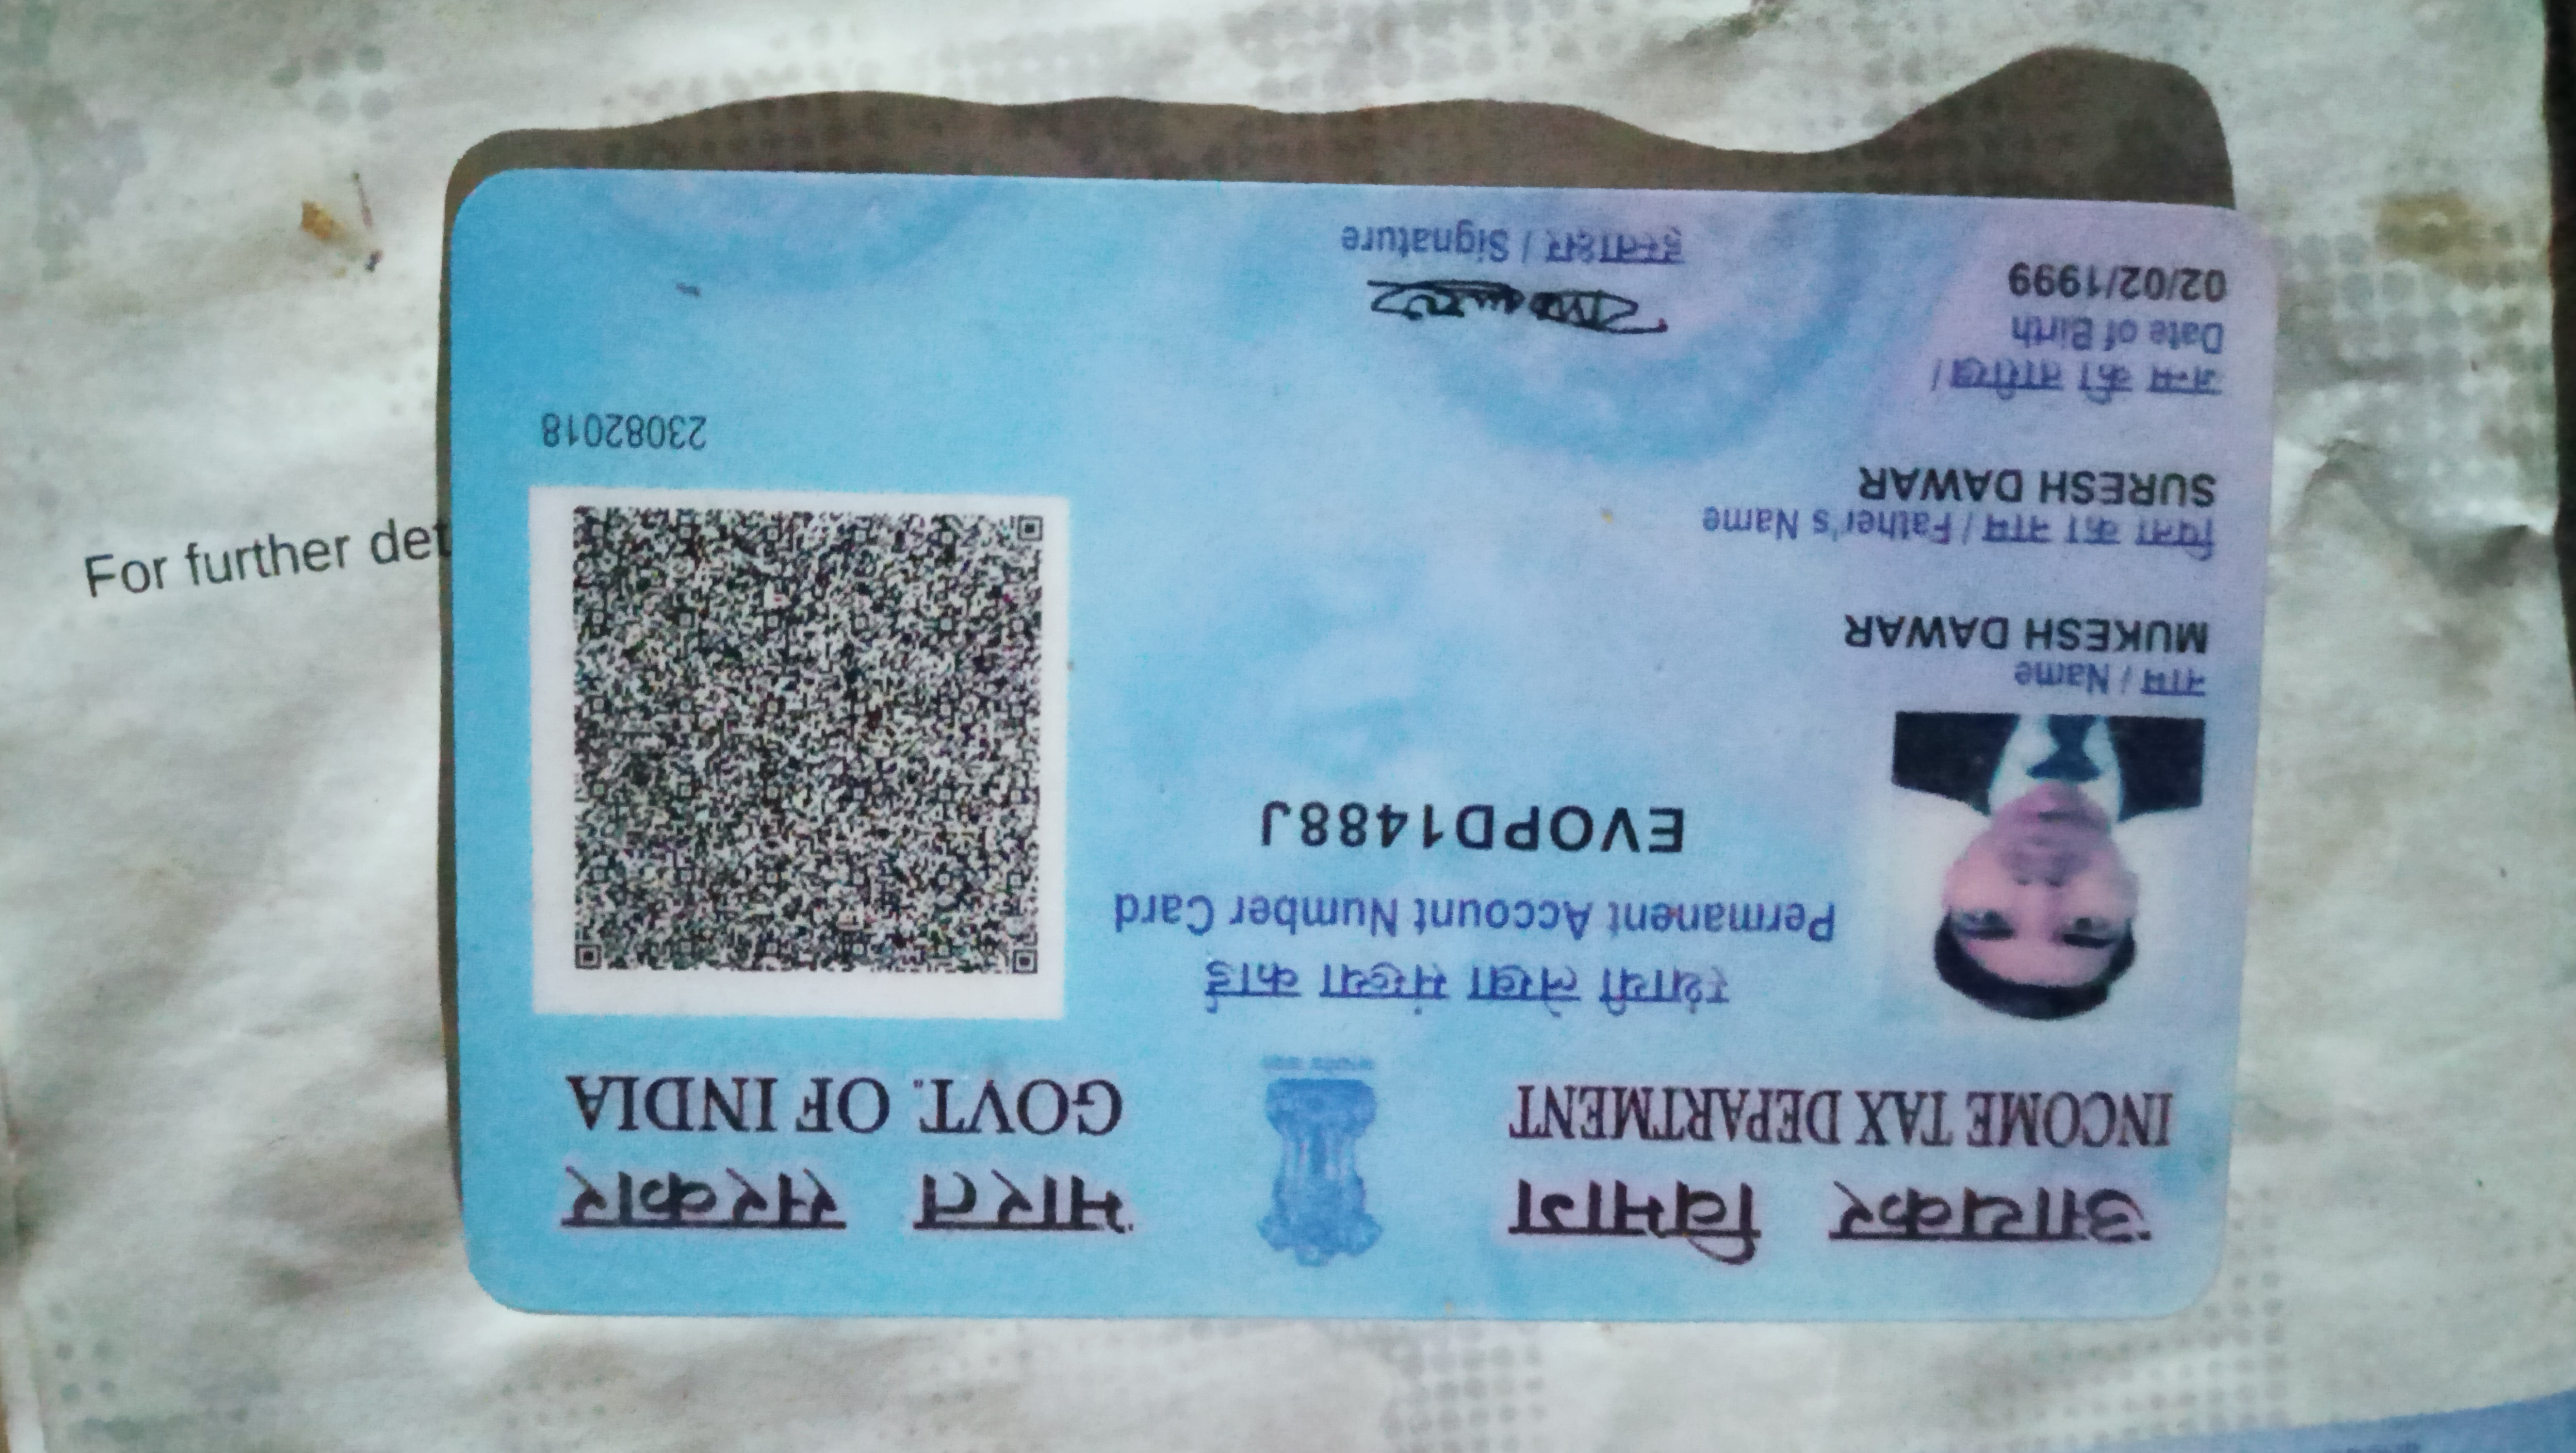 आयकर विभाग
INCOME TAX DEPARTMENT
भारत सरकार
GOVT. OF INDIA
स्थायी लेखा संख्या कार्ड
Permanent Account Number Card
EVOPD1488J
नाम / Name
MUKESH DAWAR
पिता का नाम / Father's Name
SURESH DAWAR
जन्म की तारीख /
Date of Birth
02/02/1999
हस्ताक्षर / Signature
23082018
For further det